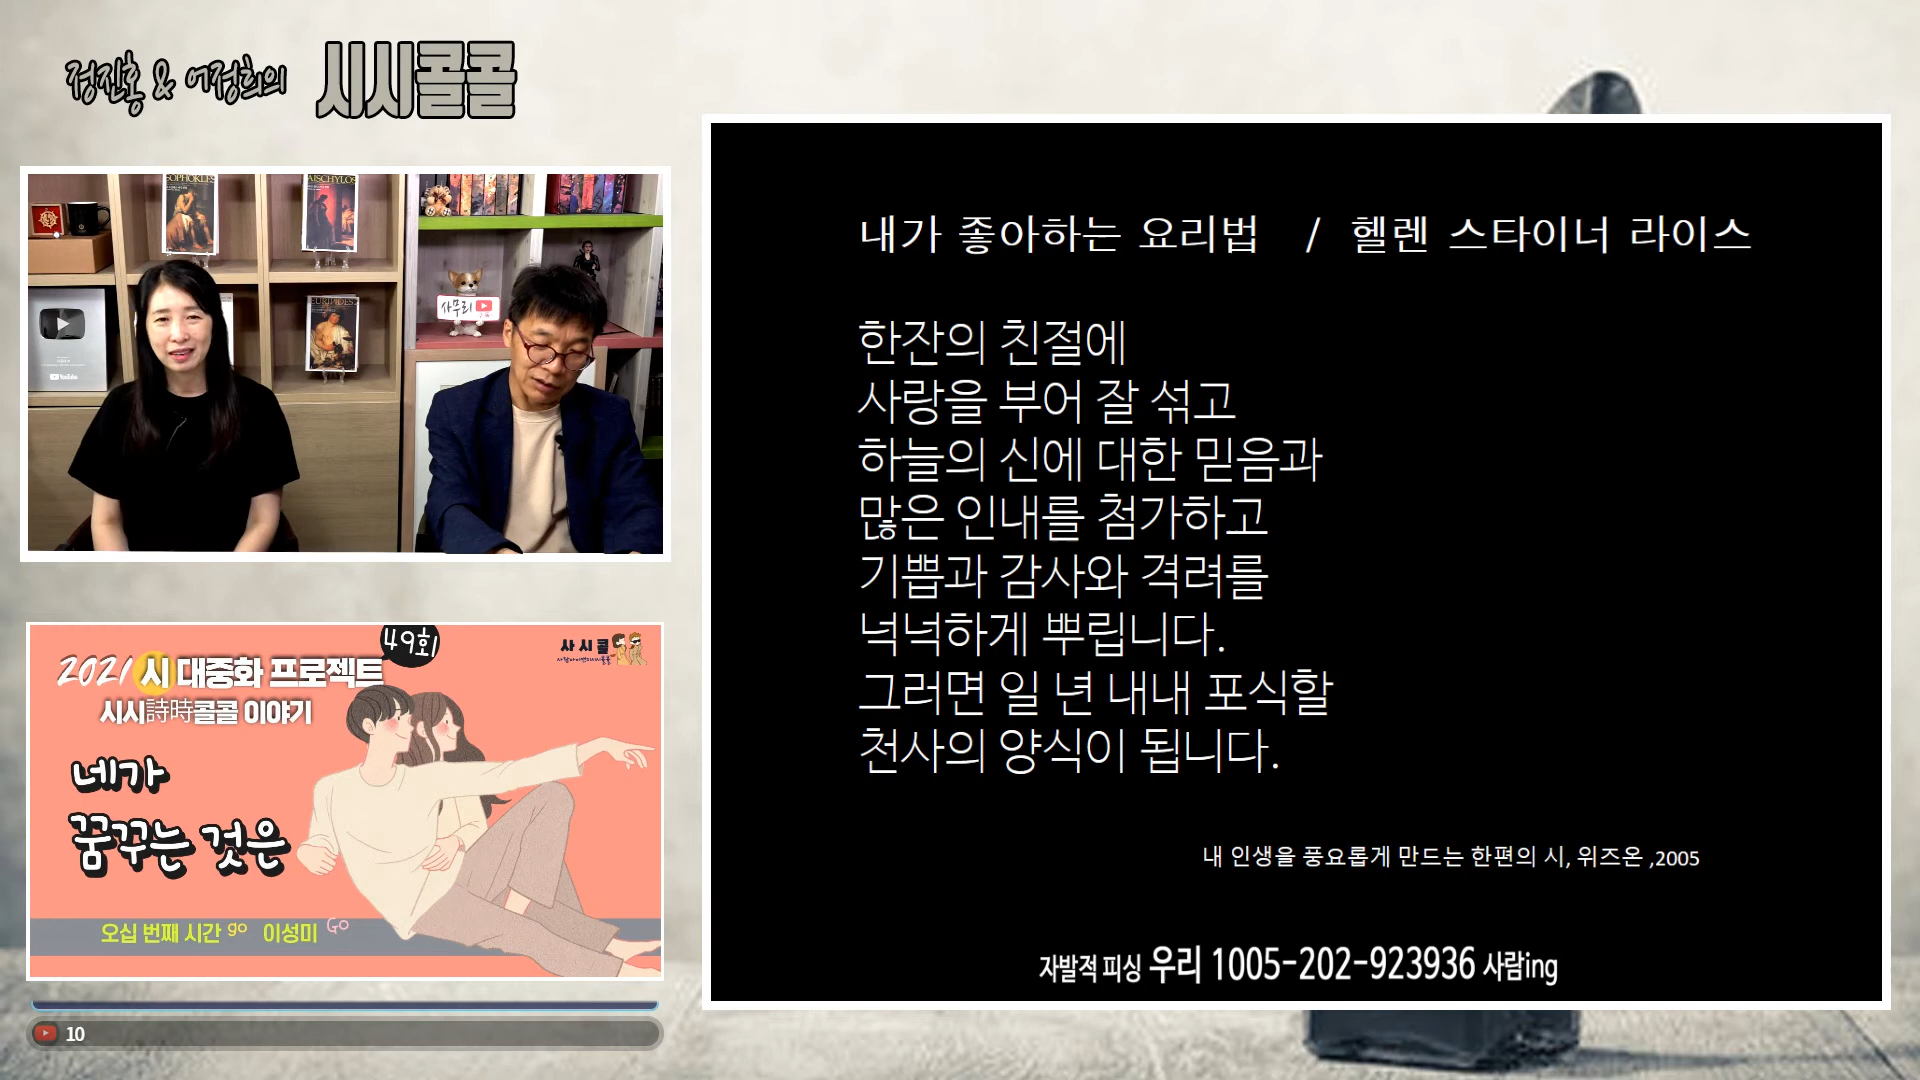 정진홍 & 어정희의 시시콜콜
SOPHOKLES
AISCHYLOS
EURIPIDES
사무리
YouTube
내가 좋아하는 요리법 / 헬렌 스타이너 라이스
한잔의 친절에
사랑을 부어 잘 섞고
하늘의 신에 대한 믿음과
많은 인내를 첨가하고
기쁩과 감사와 격려를
넉넉하게 뿌립니다.
그러면 일 년 내내 포식할
천사의 양식이 됩니다.
내 인생을 풍요롭게 만드는 한편의 시, 위즈온 ,2005
자발적 피싱 우리 1005-202-923936 사람ing
49회
사 시 콜
2021 시 대중화 프로젝트
시시詩時콜콜 이야기
네가
꿈꾸는 것은
오십 번째 시간 go 이성미 Go
10